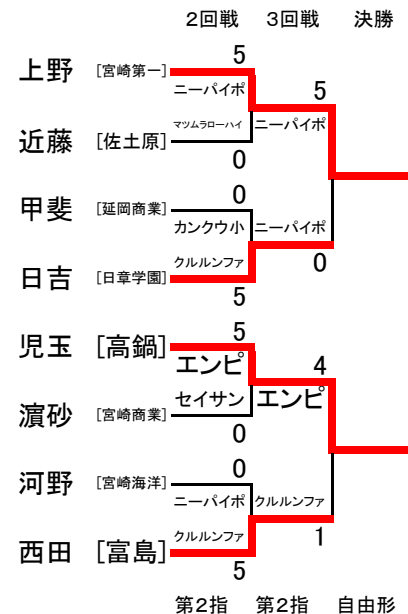 2回戦 3回戦 決勝
5
上野 [宮崎第一] 5
ニーパイポ
マツムラローハイ ニーパイポ
近藤 [佐土原]
0
0
甲斐 [延岡商業]
カンクウ小 ニーパイポ
クルルンファ 0
日吉 [日章学園]
5
5
児玉 [高鍋]
エンピ 4
セイサン エンピ
濵砂 [宮崎商業]
0
0
河野 [宮崎海洋]
ニーパイポ クルルンファ
クルルンファ 1
西田 [富島]
5
第2指 第2指 自由形